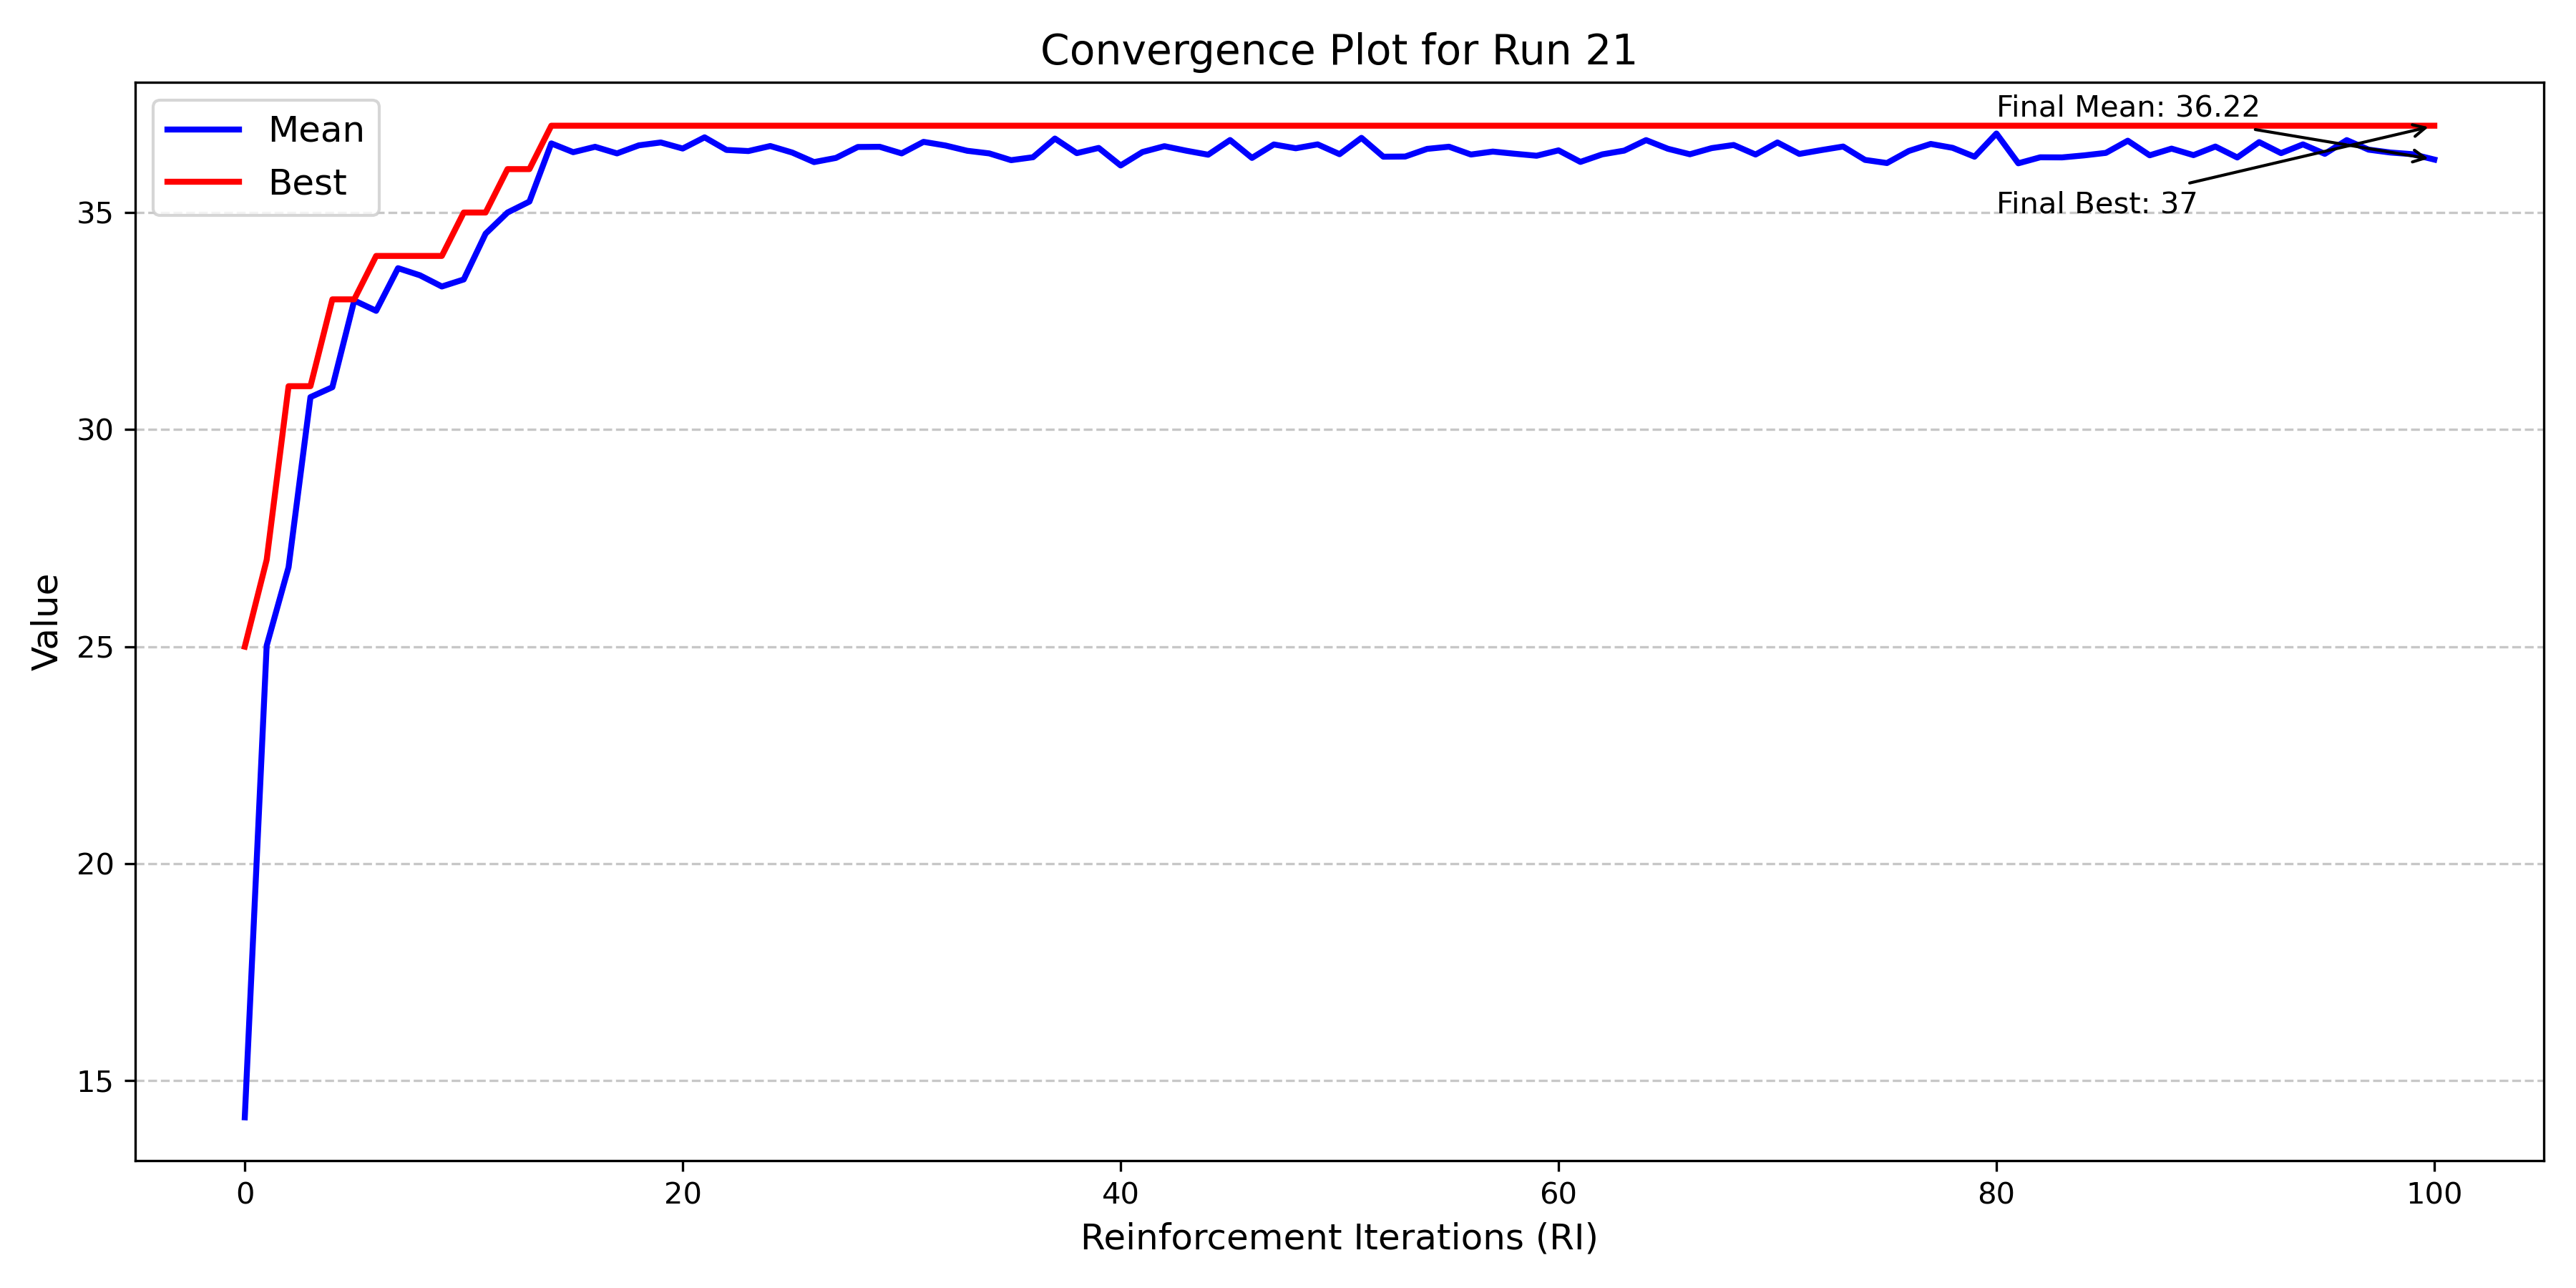 Convergence Plot for Run 21
Mean
Best
Final Mean: 36.22
Final Best: 37
Value
35
30
25
20
15
0 20 40 60 80 100
Reinforcement Iterations (RI)